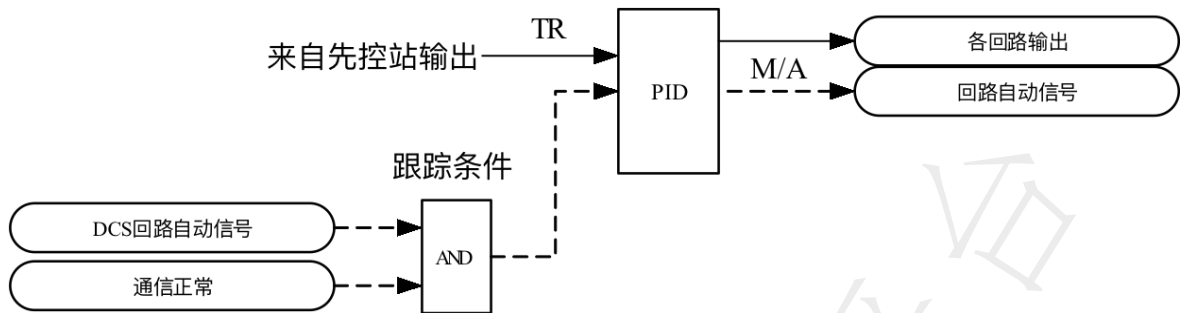 TR
各回路输出
来自先控站输出
M/A
PID
回路自动信号
跟踪条件
DCS回路自动信号
AND
通信正常